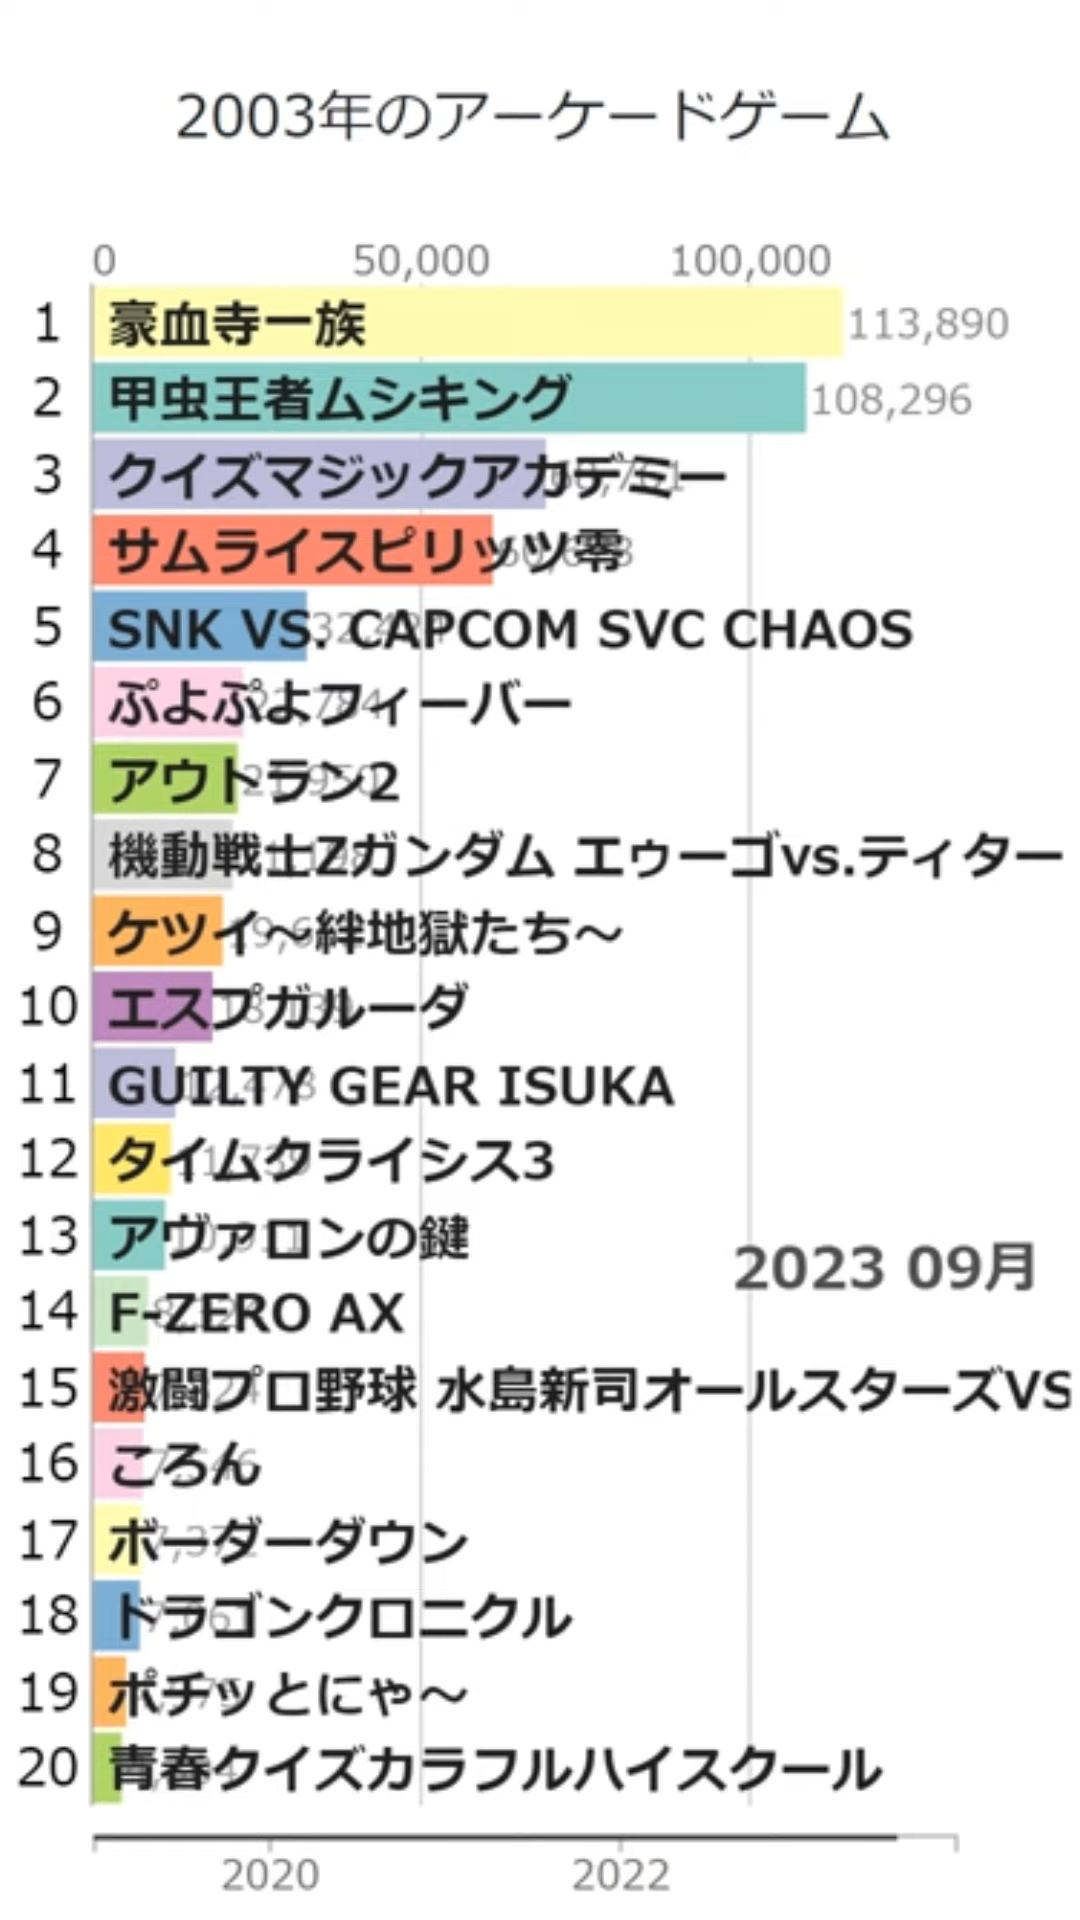 2003年のアーケードゲーム
0 50,000 100,000
1 豪血寺一族 113,890
2 甲虫王者ムシキング 108,296
3 クイズマジックアカデミー
4 サムライスピリッツ零
5 SNK VS. CAPCOM SVC CHAOS
6 ぷよぷよフィーバー
7 アウトラン2
8 機動戦士Zガンダム エゥーゴvs.ティター
9 ケツイ～絆地獄たち～
10 エスプガルーダ
11 GUILTY GEAR ISUKA
12 タイムクライシス3
13 アヴァロンの鍵
2023 09月
14 F-ZERO AX
15 激闘プロ野球 水島新司オールスターズVS
16 ころん
17 ボーダーダウン
18 ドラゴンクロニクル
19 ポチッとにゃ～
20 青春クイズカラフルハイスクール
2020 2022